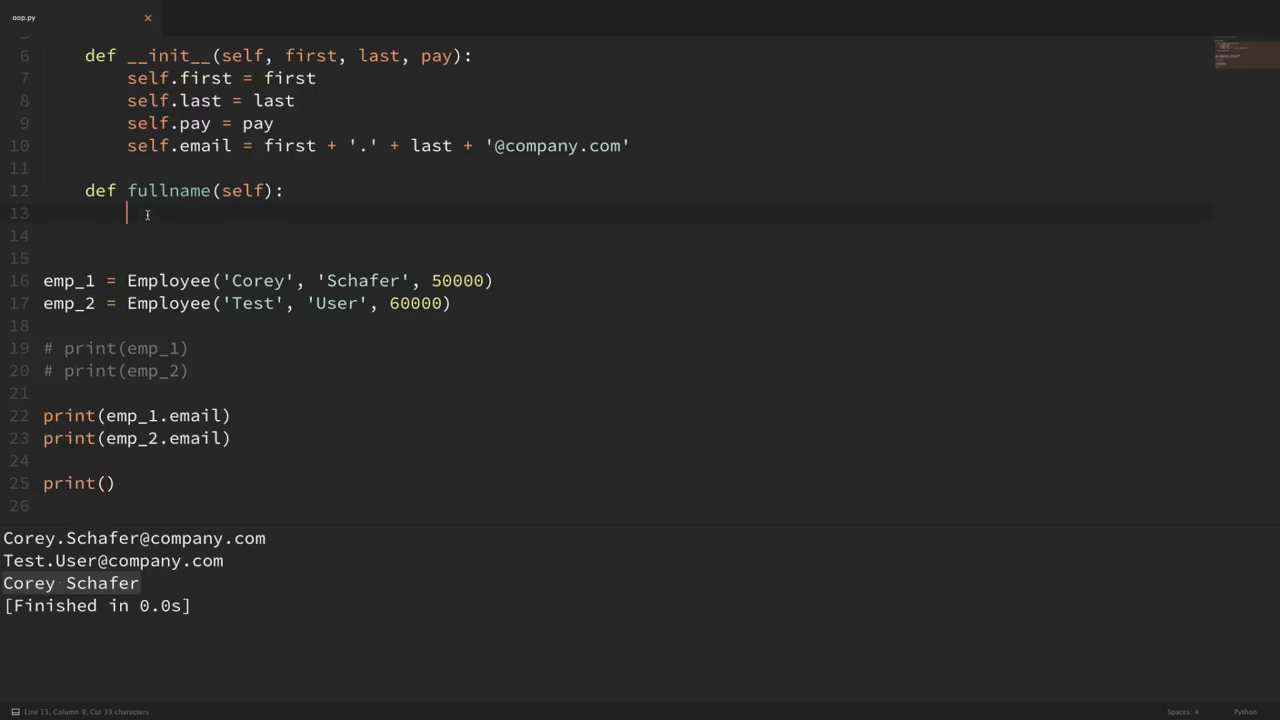 oop.py
6 def __init__(self, first, last, pay):
7 self.first = first
8 self.last = last
9 self.pay = pay
10 self.email = first + '.' + last + '@company.com'
11
12 def fullname(self):
13
14
15
16 emp_1 = Employee('Corey', 'Schafer', 50000)
17 emp_2 = Employee('Test', 'User', 60000)
18
19 # print(emp_1)
20 # print(emp_2)
21
22 print(emp_1.email)
23 print(emp_2.email)
24
25 print()
26
Corey.Schafer@company.com
Test.User@company.com
Corey Schafer
[Finished in 0.0s]
Line 13, Column 9; Cut 39 characters Spaces: 4 Python